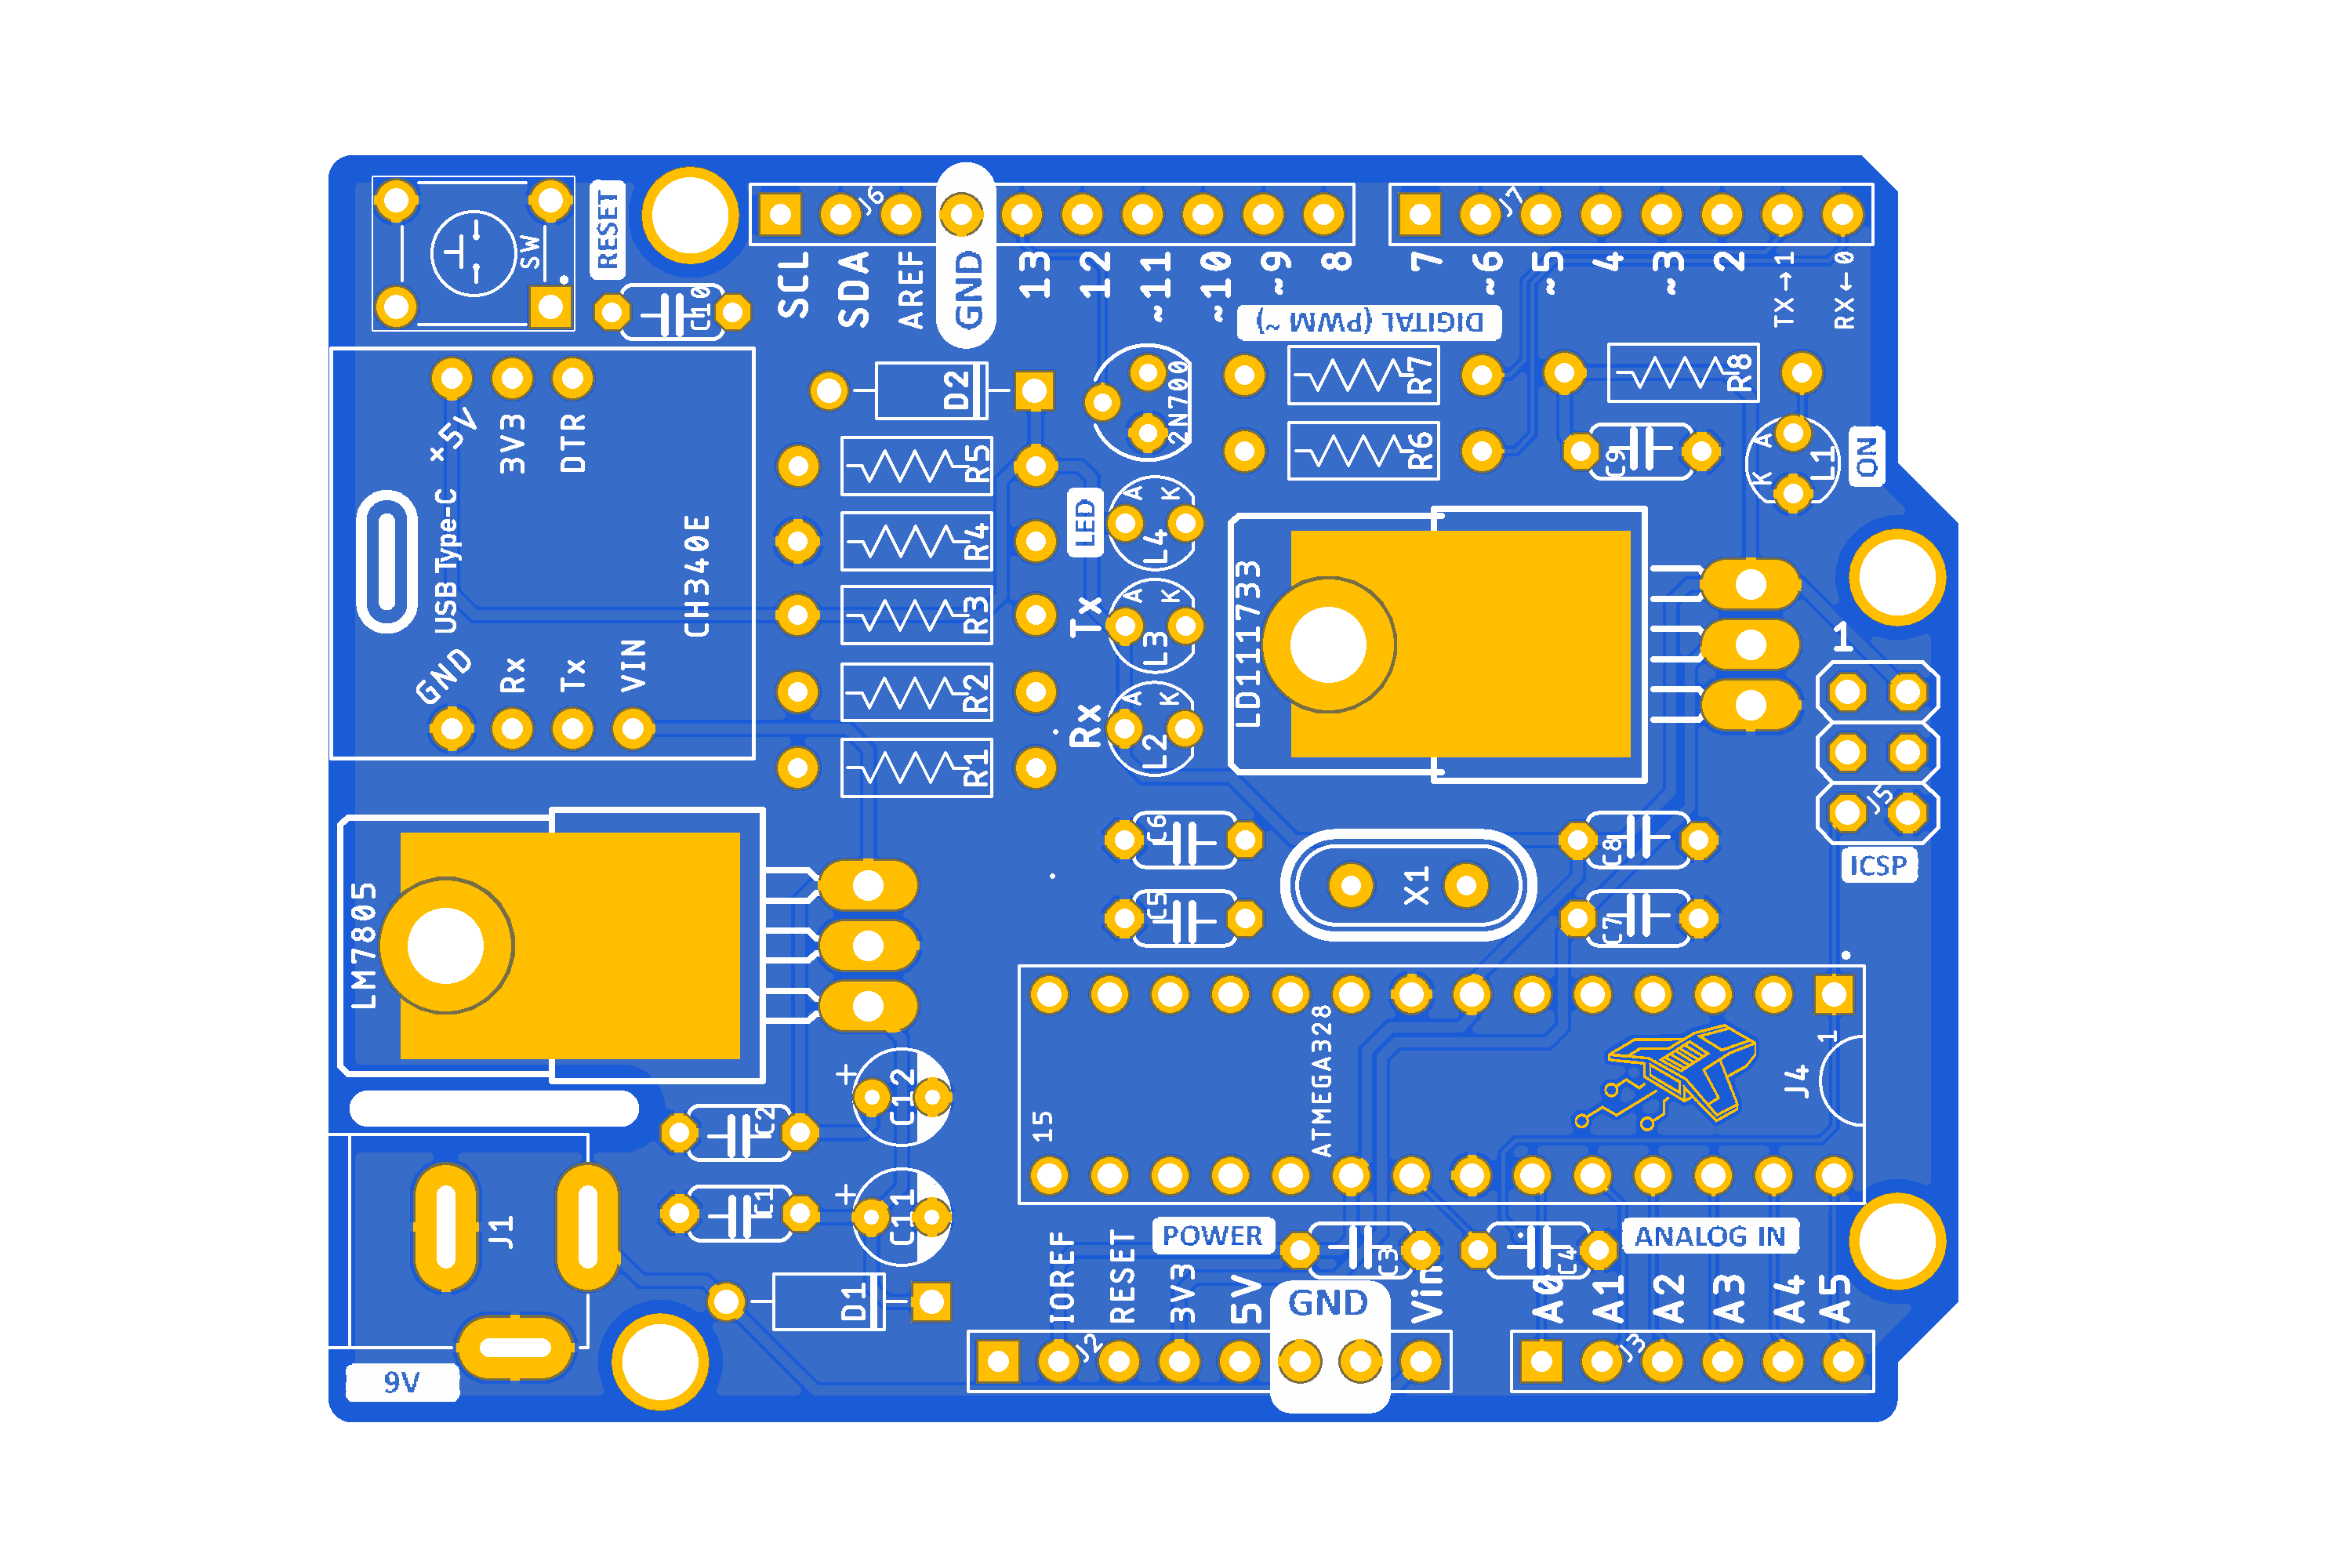 RESET
SW
C10
J6
J7
SCL
SDA
AREF
GND
13
12
~11
~10
~9
8
7
~6
~5
4
~3
2
TX→1
RX←0
DIGITAL (PWM ~)
+5V
3V3
DTR
USB Type-C
CH340E
GND
Rx
Tx
VIN
D2
R5
R4
R3
R2
R1
2N700
R7
R6
R8
C9
A
K
L1
ON
LED
A
K
L4
Tx
A
K
L3
Rx
A
K
L2
LD111733
1
J5
ICSP
LM7805
C6
C5
X1
C8
C7
C12
+
C2
C11
+
C1
15
ATMEGA328
1
J4
J1
9V
D1
POWER
C3
C4
ANALOG IN
IOREF
RESET
3V3
5V
GND
Vin
A0
A1
A2
A3
A4
A5
J2
J3